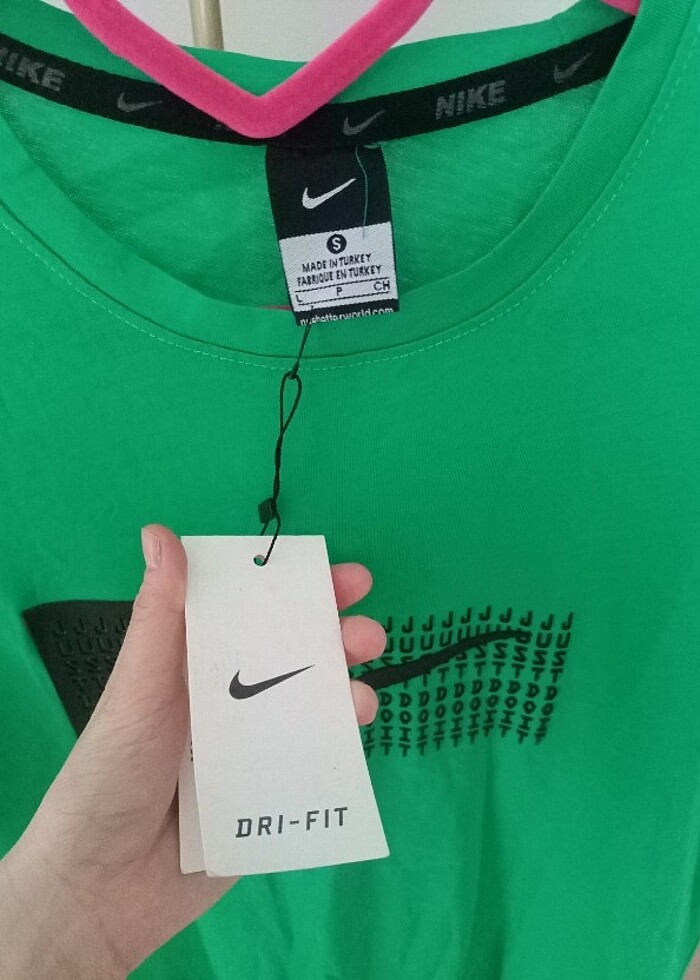 NIKE
NIKE
S
MADE IN TURKEY
FABRIQUE EN TURKEY
L P CH
DRI-FIT
J J J J J J J J J J J
U U U U U U U U U U U
S S S S S S S S S S S
T T T T T T T T T T T
D D D D D D D D D D
O O O O O O O O O O
I I I I I I I I I I
T T T T T T T T T T